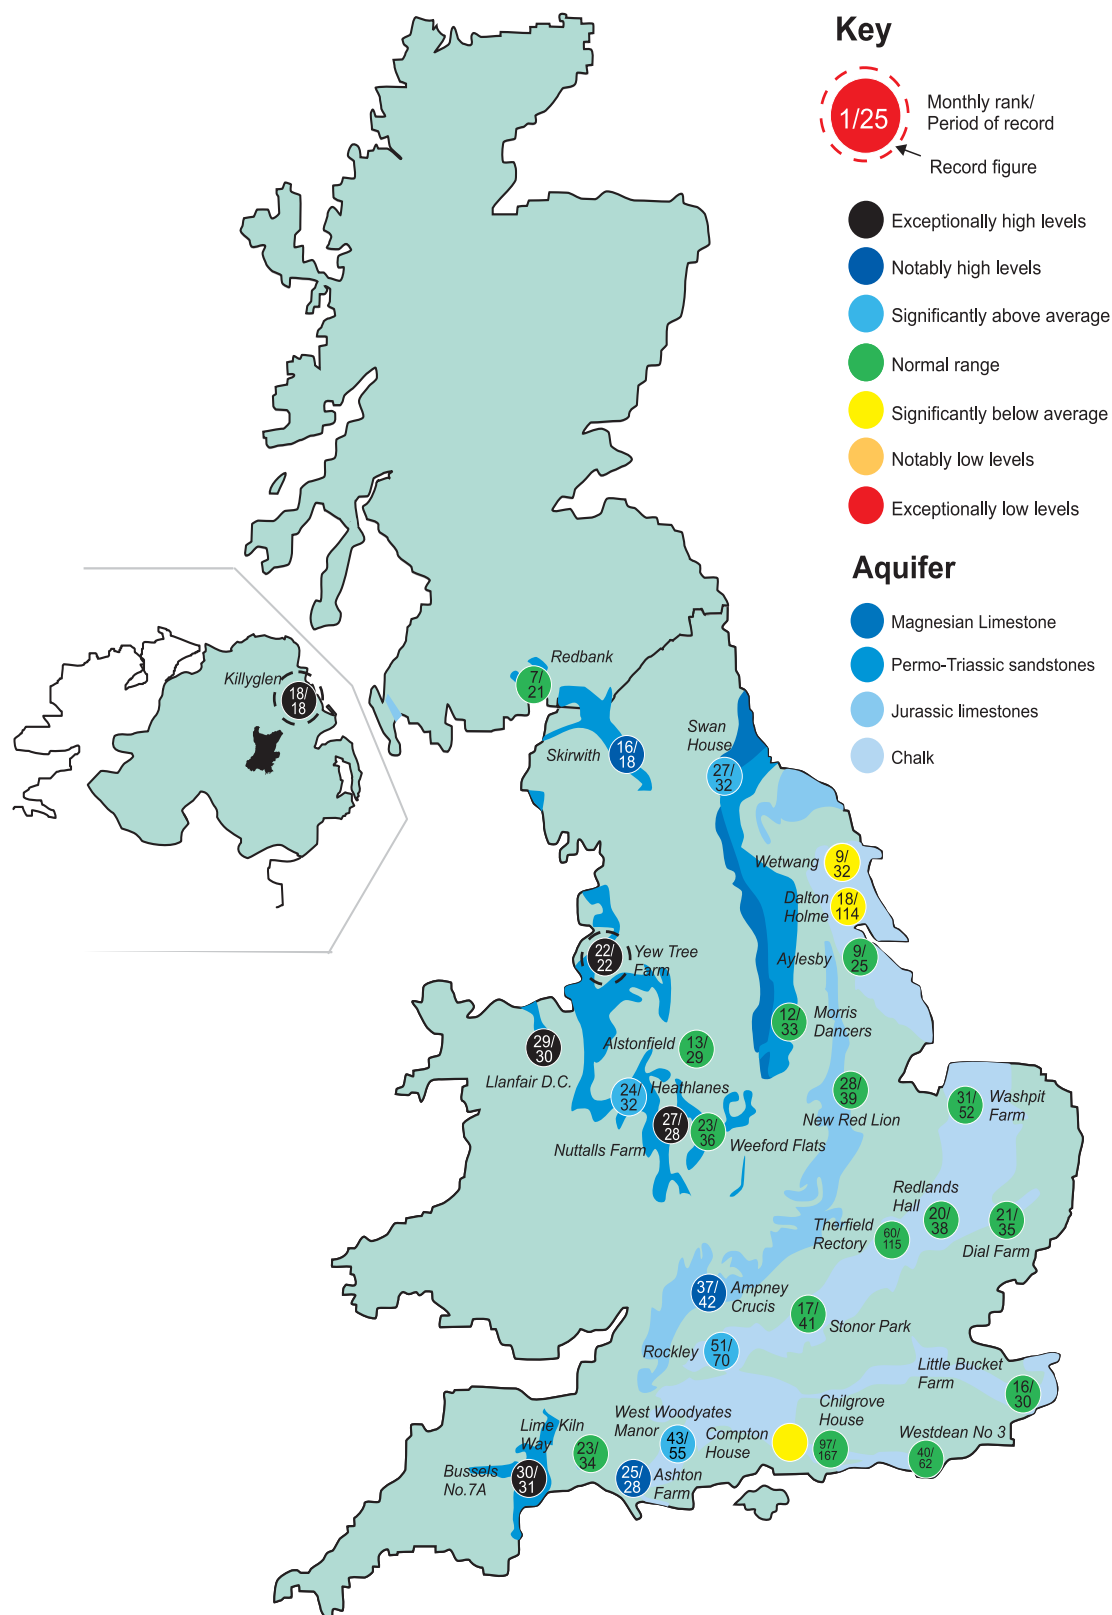 Key
1/25
Monthly rank/
Period of record
Record figure
Exceptionally high levels
Notably high levels
Significantly above average
Normal range
Significantly below average
Notably low levels
Exceptionally low levels
Aquifer
Magnesian Limestone
Permo-Triassic sandstones
Jurassic limestones
Chalk
Killyglen
18/
18
Redbank
7/
21
Skirwith
16/
18
Swan
House
27/
32
Wetwang
9/
32
Dalton
Holme
18/
114
Aylesby
9/
25
Yew Tree
Farm
22/
22
Morris
Dancers
12/
33
Llanfair D.C.
29/
30
Alstonfield
13/
29
Heathlanes
24/
32
Nuttalls Farm
27/
28
Weeford Flats
23/
36
New Red Lion
28/
39
Washpit
Farm
31/
52
Redlands
Hall
20/
38
Therfield
Rectory
60/
115
Dial Farm
21/
35
Ampney
Crucis
37/
42
Stonor Park
17/
41
Rockley
51/
70
Little Bucket
Farm
16/
30
West Woodyates
Manor
43/
55
Compton
House
Chilgrove
House
97/
167
Westdean No 3
40/
62
Lime Kiln
Way
23/
34
Bussels
No.7A
30/
31
Ashton
Farm
25/
28